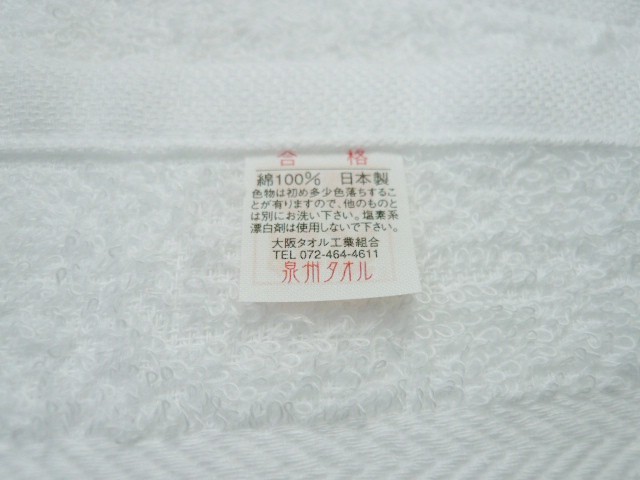 合格
綿100% 日本製
色物は初め多少色落ちするこ
とが有りますので、他のものと
は別にお洗い下さい。塩素系
漂白剤は使用しないで下さい。
大阪タオル工業組合
TEL 072-464-4611
泉州タオル